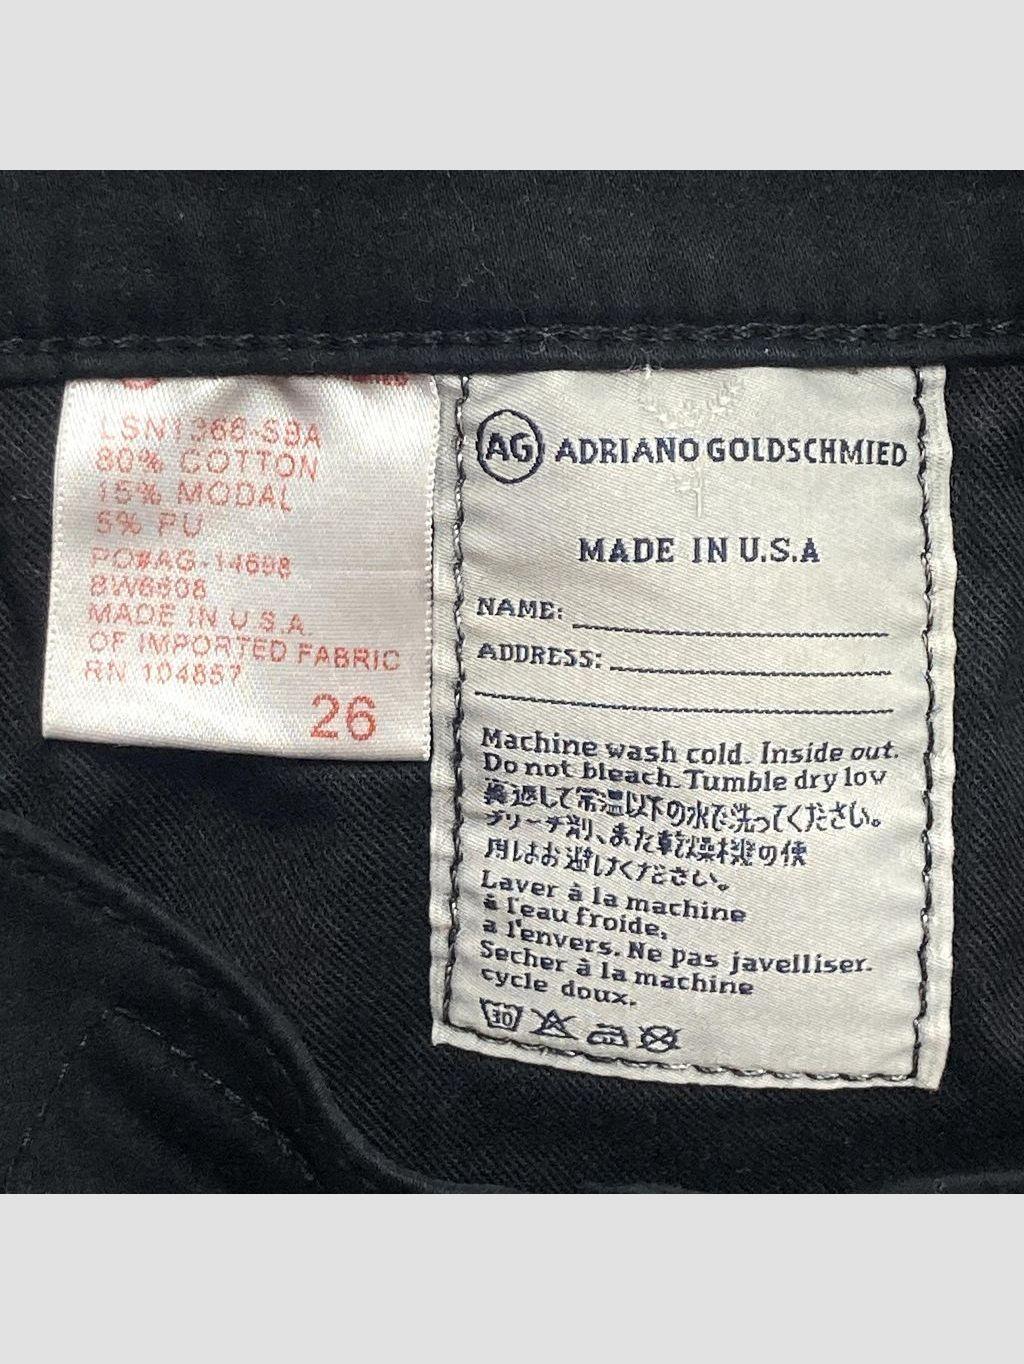 LSN1366-SBA
80% COTTON
15% MODAL
5% PU
PO#AG-14698
BW6608
MADE IN U.S.A.
OF IMPORTED FABRIC
RN 104857
26
AG ADRIANO GOLDSCHMIED
MADE IN U.S.A
NAME:
ADDRESS:
Machine wash cold. Inside out.
Do not bleach. Tumble dry low
裏返して常温以下の水で洗ってください。
ブリーチ剤、また乾燥機の使
用はお避けください。
Laver à la machine
à l'eau froide,
a l'envers. Ne pas javelliser.
Secher à la machine
cycle doux.
30